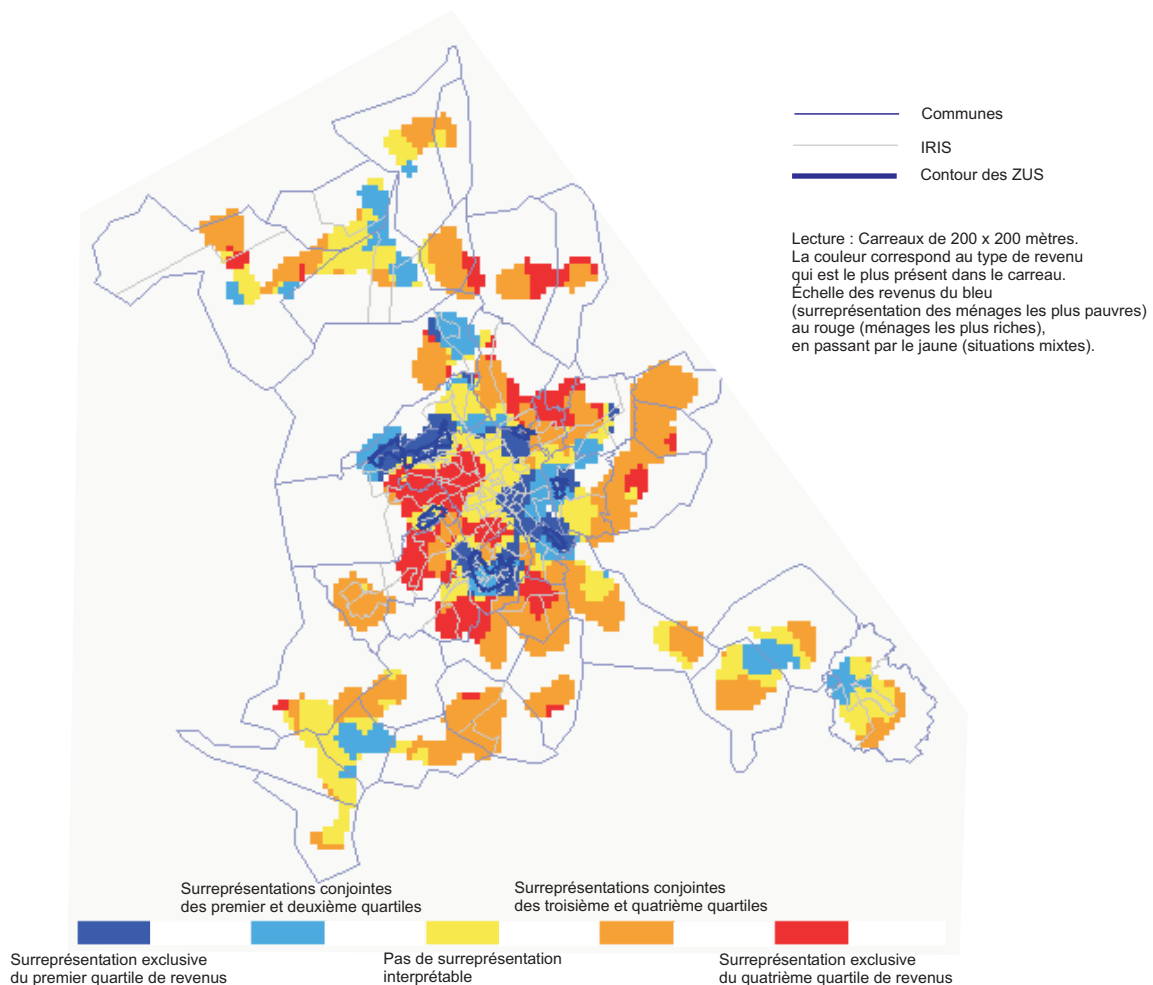 Communes
IRIS
Contour des ZUS
Lecture : Carreaux de 200 x 200 mètres.
La couleur correspond au type de revenu
qui est le plus présent dans le carreau.
Échelle des revenus du bleu
(surreprésentation des ménages les plus pauvres)
au rouge (ménages les plus riches),
en passant par le jaune (situations mixtes).
Surreprésentations conjointes
des premier et deuxième quartiles
Surreprésentations conjointes
des troisième et quatrième quartiles
Surreprésentation exclusive
du premier quartile de revenus
Pas de surreprésentation
interprétable
Surreprésentation exclusive
du quatrième quartile de revenus